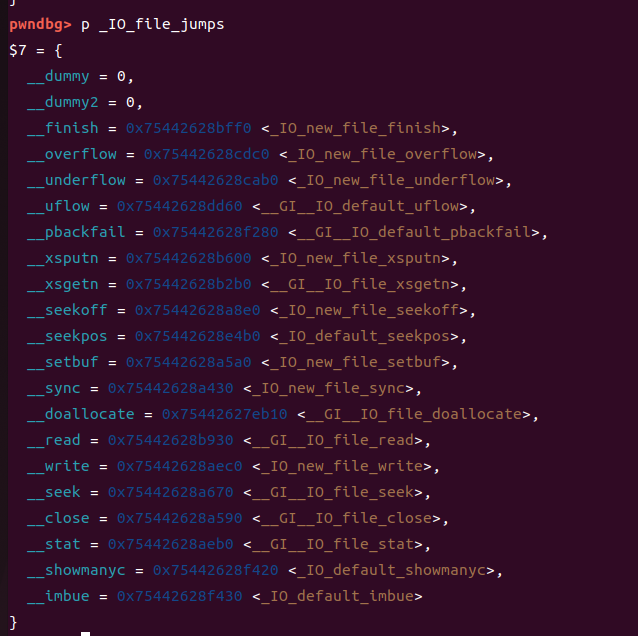 }
pwndbg> p _IO_file_jumps
$7 = {
  __dummy = 0,
  __dummy2 = 0,
  __finish = 0x75442628bff0 <_IO_new_file_finish>,
  __overflow = 0x75442628cdc0 <_IO_new_file_overflow>,
  __underflow = 0x75442628cab0 <_IO_new_file_underflow>,
  __uflow = 0x75442628dd60 <__GI__IO_default_uflow>,
  __pbackfail = 0x75442628f280 <__GI__IO_default_pbackfail>,
  __xsputn = 0x75442628b600 <_IO_new_file_xsputn>,
  __xsgetn = 0x75442628b2b0 <__GI__IO_file_xsgetn>,
  __seekoff = 0x75442628a8e0 <_IO_new_file_seekoff>,
  __seekpos = 0x75442628e4b0 <_IO_default_seekpos>,
  __setbuf = 0x75442628a5a0 <_IO_new_file_setbuf>,
  __sync = 0x75442628a430 <_IO_new_file_sync>,
  __doallocate = 0x75442627eb10 <__GI__IO_file_doallocate>,
  __read = 0x75442628b930 <__GI__IO_file_read>,
  __write = 0x75442628aec0 <_IO_new_file_write>,
  __seek = 0x75442628a670 <__GI__IO_file_seek>,
  __close = 0x75442628a590 <__GI__IO_file_close>,
  __stat = 0x75442628aeb0 <__GI__IO_file_stat>,
  __showmanyc = 0x75442628f420 <_IO_default_showmanyc>,
  __imbue = 0x75442628f430 <_IO_default_imbue>
}